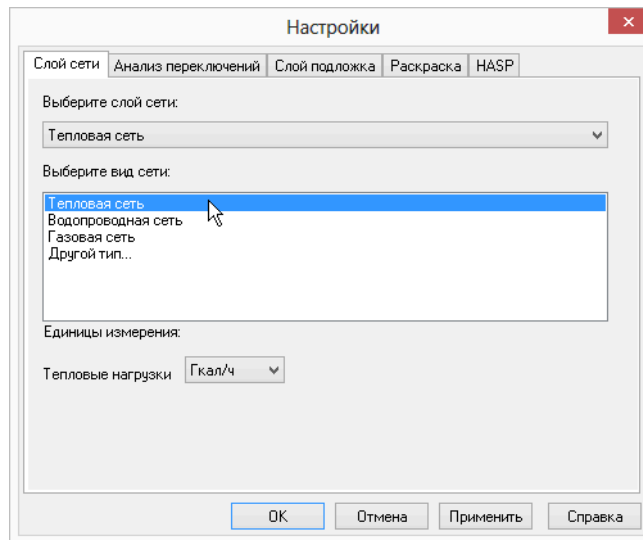 Настройки
Слой сети Анализ переключений Слой подложка Раскраска HASP
Выберите слой сети:
Тепловая сеть
Выберите вид сети:
Тепловая сеть
Водопроводная сеть
Газовая сеть
Другой тип...
Единицы измерения:
Тепловые нагрузки Гкал/ч
OK Отмена Применить Справка